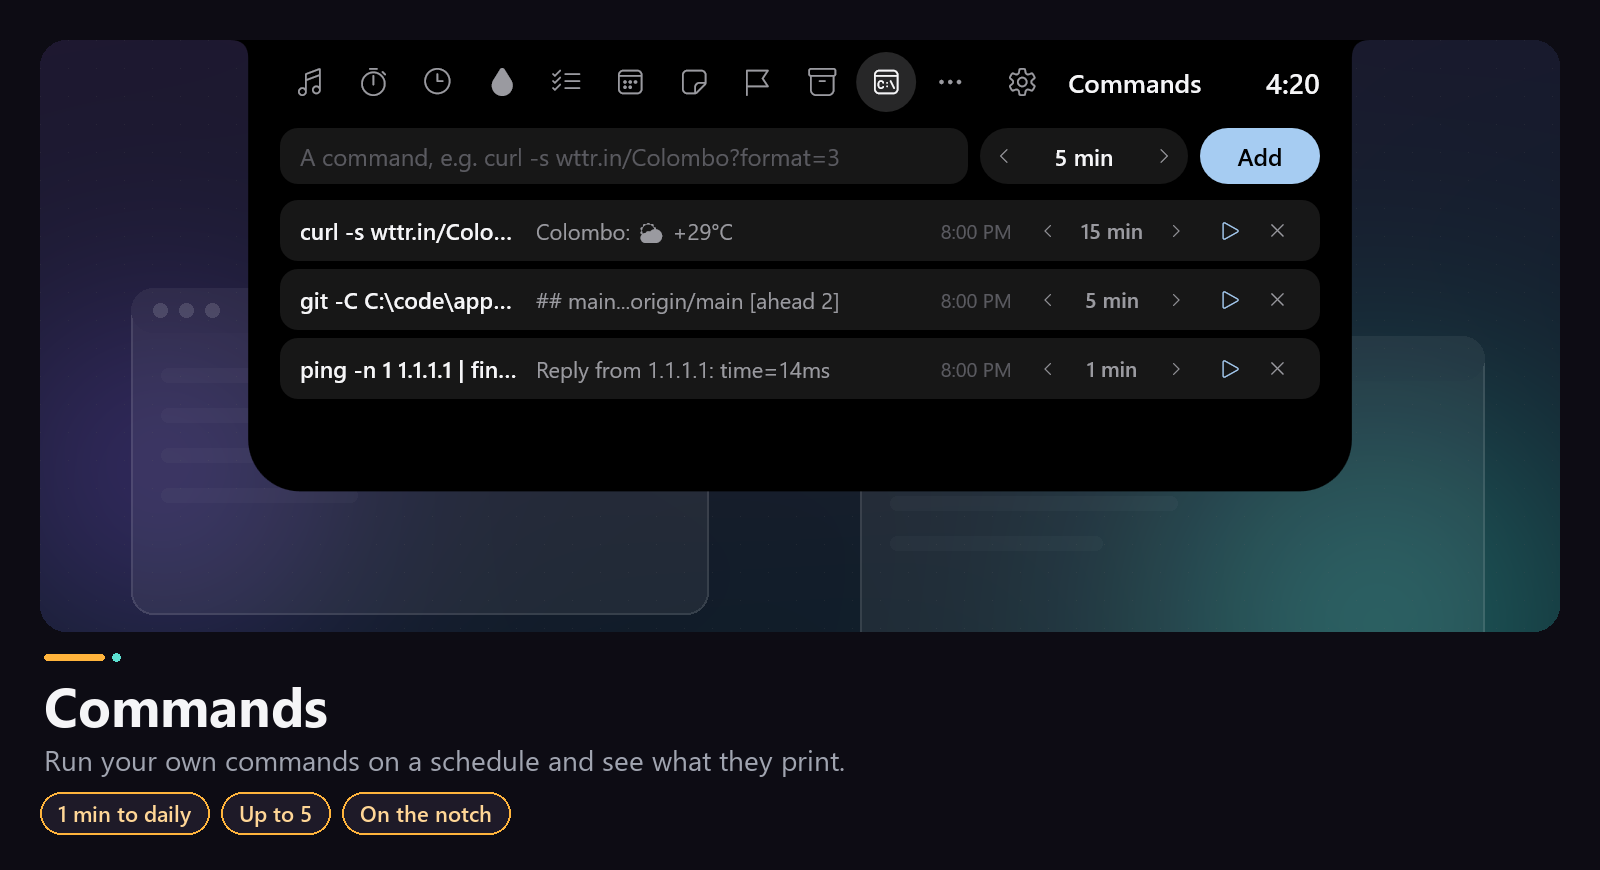 Commands 4:20
A command, e.g. curl -s wttr.in/Colombo?format=3 5 min Add
curl -s wttr.in/Colo... Colombo: +29°C 8:00 PM 15 min
git -C C:\code\app... ## main...origin/main [ahead 2] 8:00 PM 5 min
ping -n 1 1.1.1.1 | fin... Reply from 1.1.1.1: time=14ms 8:00 PM 1 min
Commands
Run your own commands on a schedule and see what they print.
1 min to daily Up to 5 On the notch